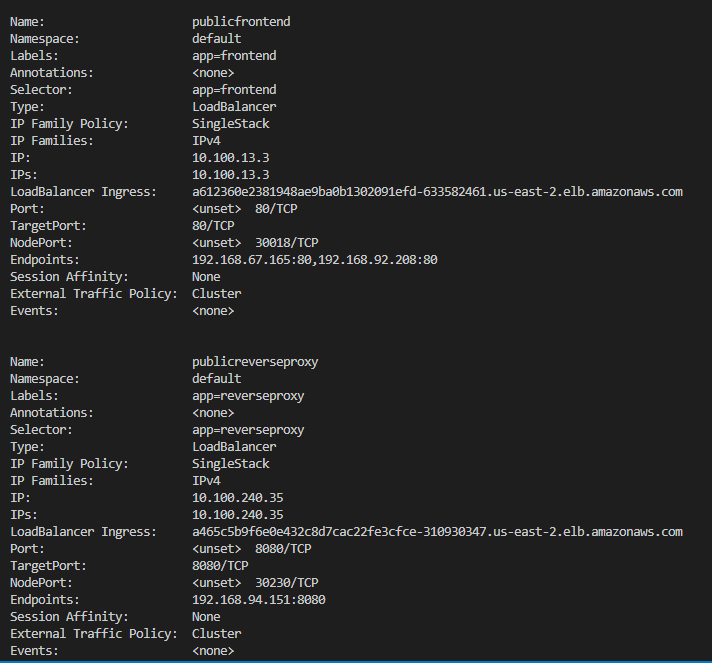 Name: publicfrontend
Namespace: default
Labels: app=frontend
Annotations: <none>
Selector: app=frontend
Type: LoadBalancer
IP Family Policy: SingleStack
IP Families: IPv4
IP: 10.100.13.3
IPs: 10.100.13.3
LoadBalancer Ingress: a612360e2381948ae9ba0b1302091efd-633582461.us-east-2.elb.amazonaws.com
Port: <unset> 80/TCP
TargetPort: 80/TCP
NodePort: <unset> 30018/TCP
Endpoints: 192.168.67.165:80,192.168.92.208:80
Session Affinity: None
External Traffic Policy: Cluster
Events: <none>
Name: publicreverseproxy
Namespace: default
Labels: app=reverseproxy
Annotations: <none>
Selector: app=reverseproxy
Type: LoadBalancer
IP Family Policy: SingleStack
IP Families: IPv4
IP: 10.100.240.35
IPs: 10.100.240.35
LoadBalancer Ingress: a465c5b9f6e0e432c8d7cac22fe3cfce-310930347.us-east-2.elb.amazonaws.com
Port: <unset> 8080/TCP
TargetPort: 8080/TCP
NodePort: <unset> 30230/TCP
Endpoints: 192.168.94.151:8080
Session Affinity: None
External Traffic Policy: Cluster
Events: <none>